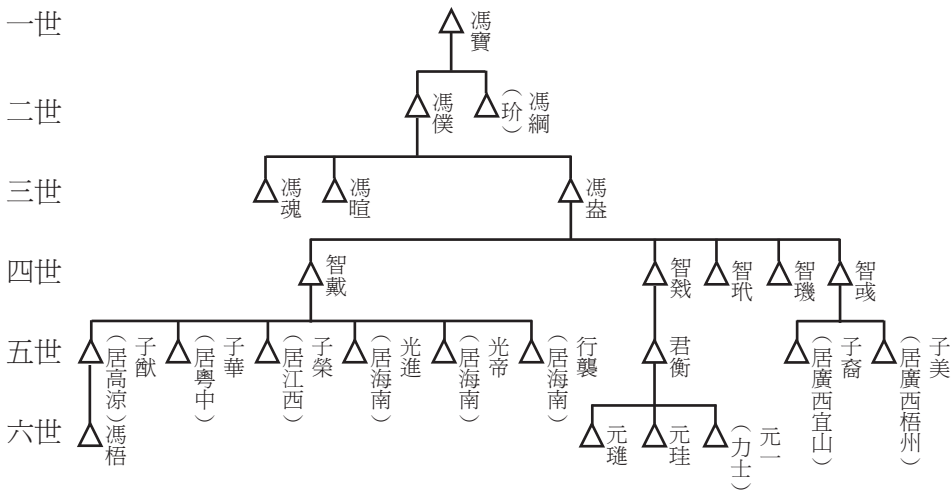 一世
馮寶
二世
馮僕
馮綱
（玠）
三世
馮魂
馮暄
馮盎
四世
智戴
智戣
智玳
智璣
智彧
五世
子猷
（居高涼）
子華
（居粵中）
子榮
（居江西）
光進
（居海南）
光帝
（居海南）
行襲
（居海南）
君衡
子裔
（居廣西宜山）
子美
（居廣西梧州）
六世
馮梧
元璡
元珪
元一
（力士）